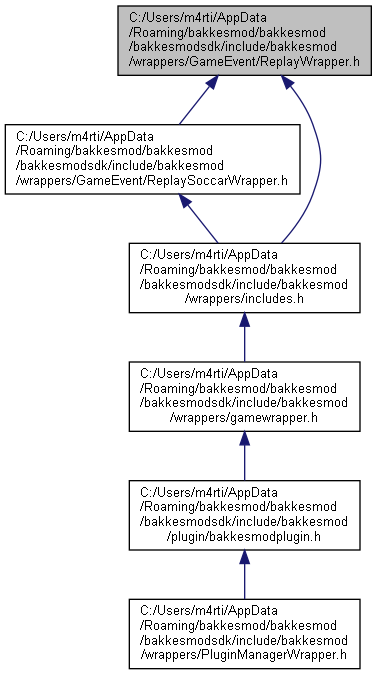 C:/Users/m4rti/AppData
/Roaming/bakkesmod/bakkesmod
/bakkesmodsdk/include/bakkesmod
/wrappers/GameEvent/ReplayWrapper.h
C:/Users/m4rti/AppData
/Roaming/bakkesmod/bakkesmod
/bakkesmodsdk/include/bakkesmod
/wrappers/GameEvent/ReplaySoccarWrapper.h
C:/Users/m4rti/AppData
/Roaming/bakkesmod/bakkesmod
/bakkesmodsdk/include/bakkesmod
/wrappers/includes.h
C:/Users/m4rti/AppData
/Roaming/bakkesmod/bakkesmod
/bakkesmodsdk/include/bakkesmod
/wrappers/gamewrapper.h
C:/Users/m4rti/AppData
/Roaming/bakkesmod/bakkesmod
/bakkesmodsdk/include/bakkesmod
/plugin/bakkesmodplugin.h
C:/Users/m4rti/AppData
/Roaming/bakkesmod/bakkesmod
/bakkesmodsdk/include/bakkesmod
/wrappers/PluginManagerWrapper.h